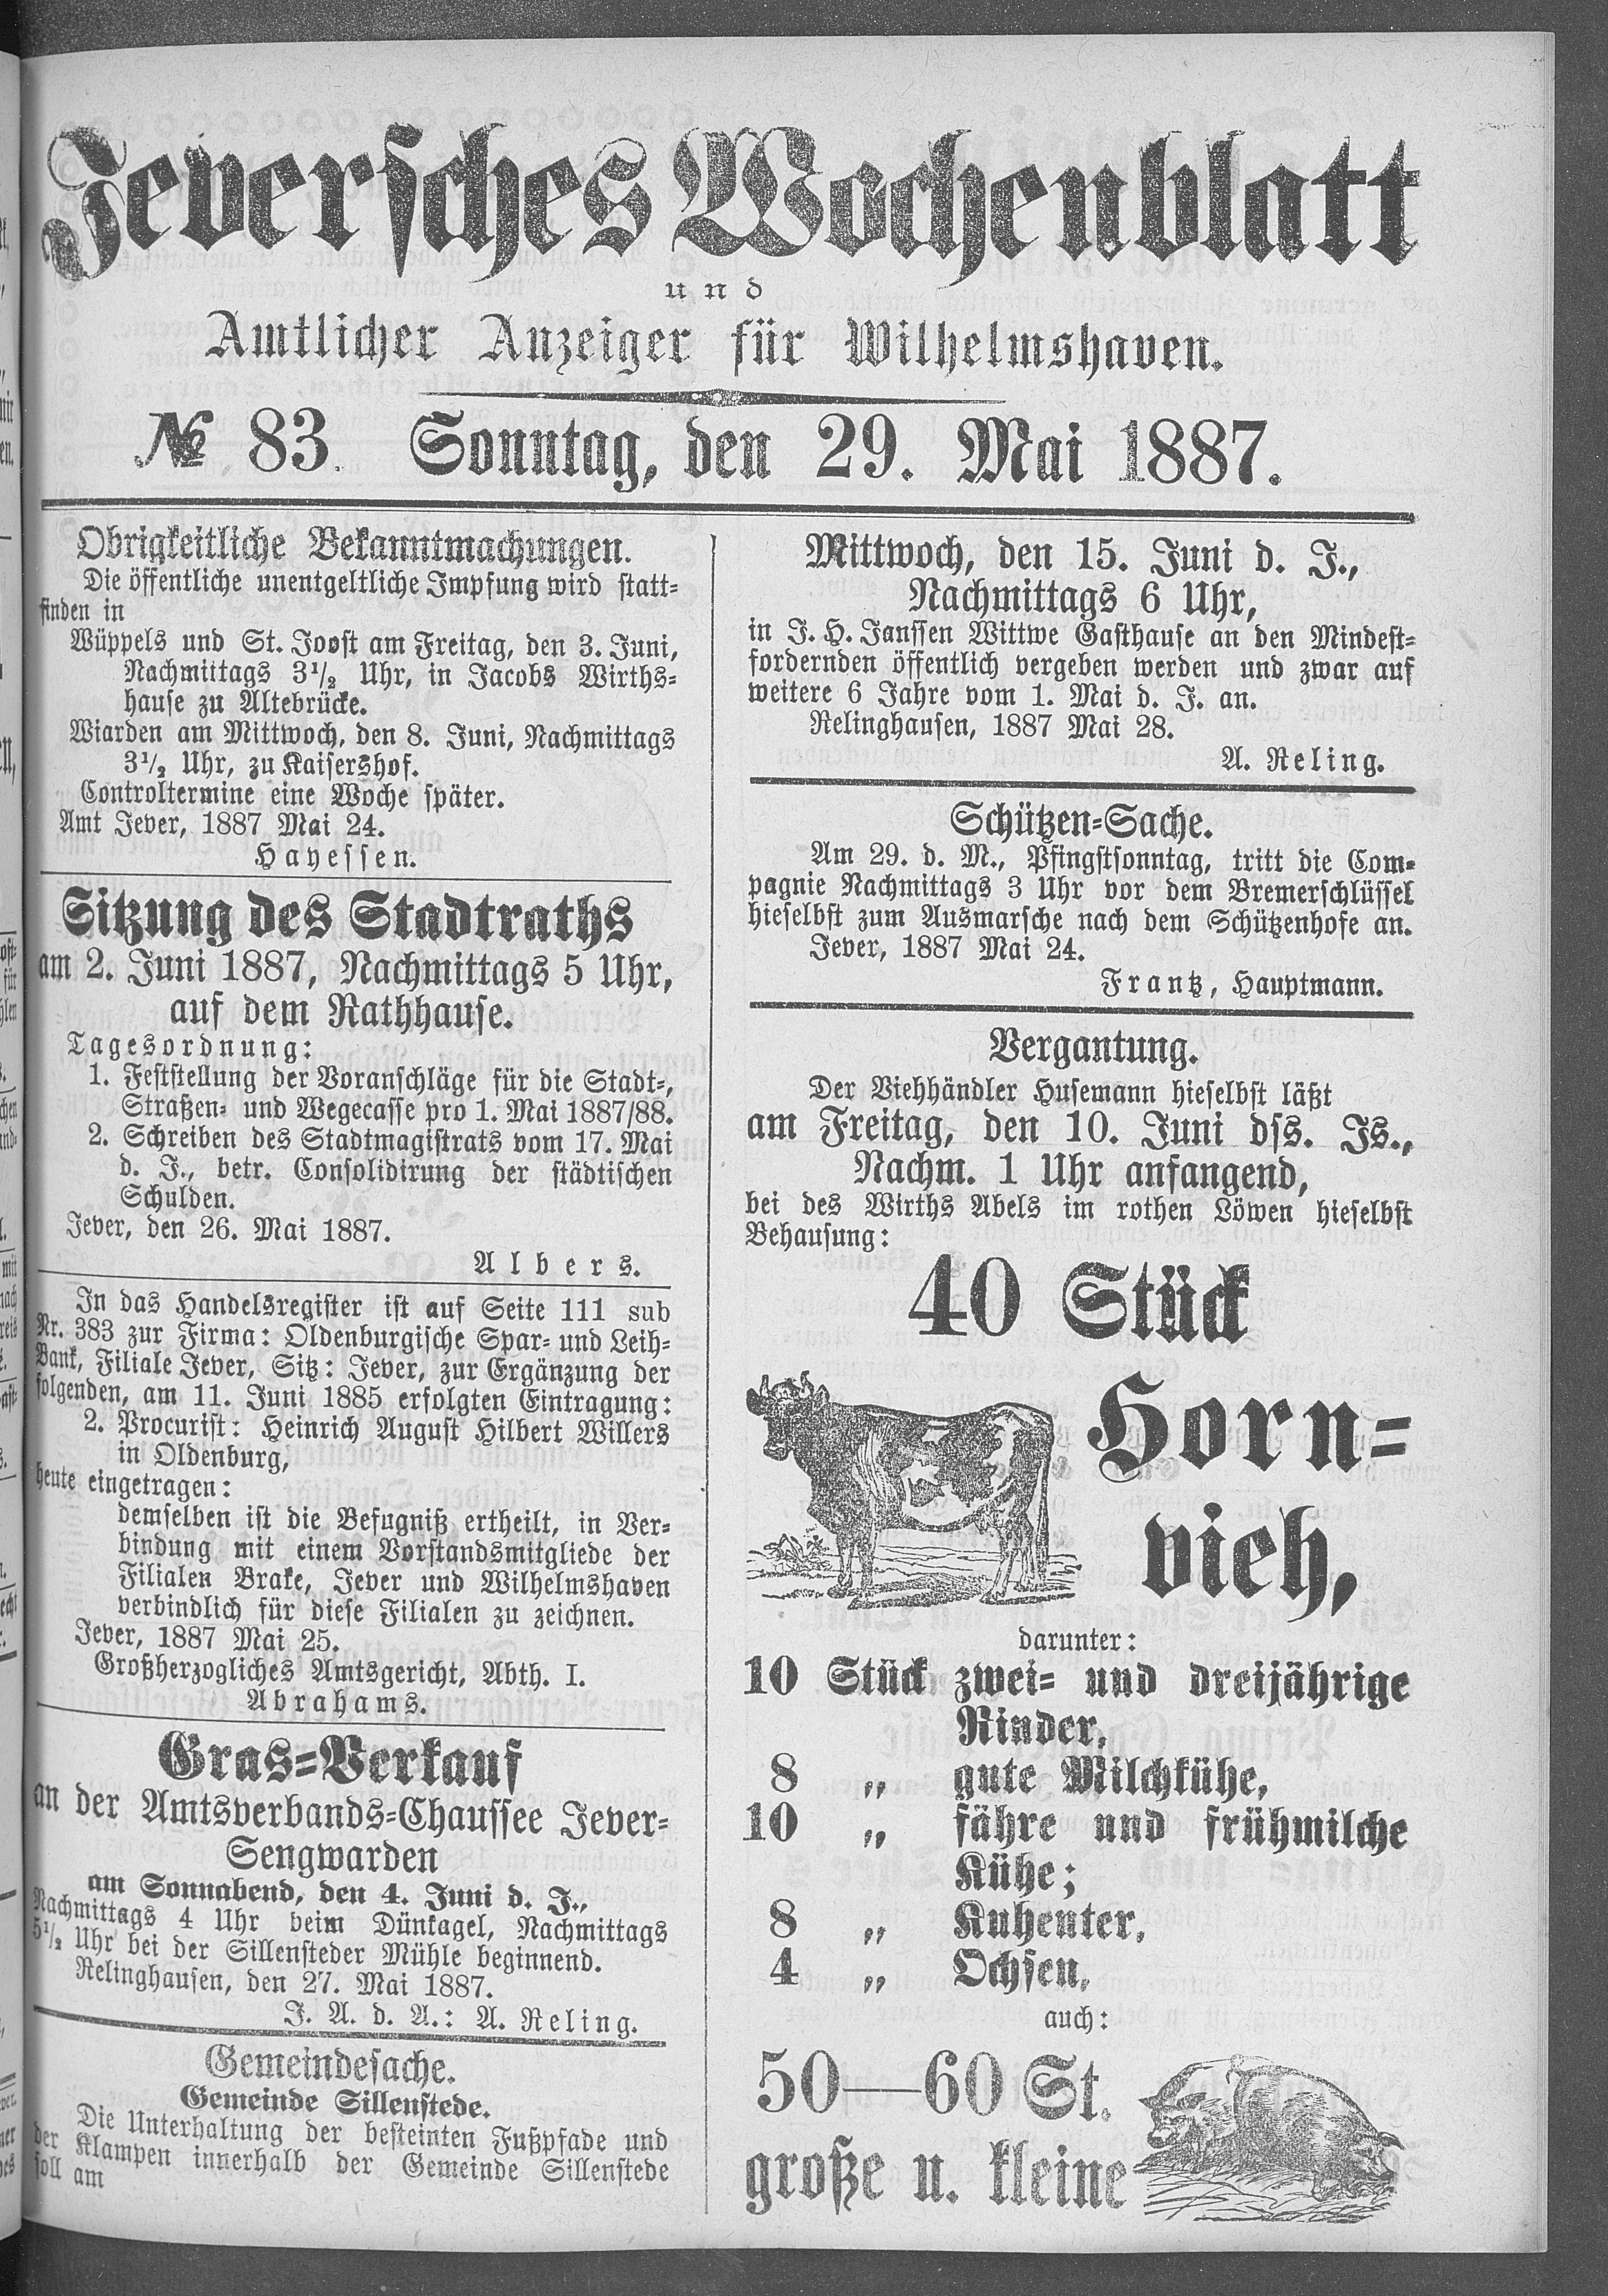 Jeversches Wochenblatt
und
Amtlicher Anzeiger für Wilhelmshaven.
№ 83. Sonntag, den 29. Mai 1887.
Obrigkeitliche Bekanntmachungen.
Die öffentliche unentgeltliche Impfung wird statt-
finden in
Wüppels und St. Joost am Freitag, den 3. Juni,
Nachmittags 3½ Uhr, in Jacobs Wirths-
hause zu Altebrücke.
Wiarden am Mittwoch, den 8. Juni, Nachmittags
3½ Uhr, zu Kaisershof.
Controltermine eine Woche später.
Amt Jever, 1887 Mai 24.
Hayessen.
Sitzung des Stadtraths
am 2. Juni 1887, Nachmittags 5 Uhr,
auf dem Rathhause.
Tagesordnung:
1. Feststellung der Voranschläge für die Stadt-,
Straßen- und Wegecasse pro 1. Mai 1887/88.
2. Schreiben des Stadtmagistrats vom 17. Mai
d. J., betr. Consolidirung der städtischen
Schulden.
Jever, den 26. Mai 1887.
Albers.
In das Handelsregister ist auf Seite 111 sub
Nr. 383 zur Firma: Oldenburgische Spar- und Leih-
Bank, Filiale Jever, Sitz: Jever, zur Ergänzung der
folgenden, am 11. Juni 1885 erfolgten Eintragung:
2. Procurist: Heinrich August Hilbert Willers
in Oldenburg,
heute eingetragen:
demselben ist die Befugniß ertheilt, in Ver-
bindung mit einem Vorstandsmitgliede der
Filialen Brake, Jever und Wilhelmshaven
verbindlich für diese Filialen zu zeichnen.
Jever, 1887 Mai 25.
Großherzogliches Amtsgericht, Abth. I.
Abrahams.
Gras-Verkauf
an der Amtsverbands-Chaussee Jever-
Sengwarden
am Sonnabend, den 4. Juni d. J.,
Nachmittags 4 Uhr beim Dünkagel, Nachmittags
5½ Uhr bei der Sillensteder Mühle beginnend.
Relinghausen, den 27. Mai 1887.
J. A. d. A.: A. Reling.
Gemeindesache.
Gemeinde Sillenstede.
Die Unterhaltung der besteinten Fußpfade und
der Klampen innerhalb der Gemeinde Sillenstede
soll am
Mittwoch, den 15. Juni d. J.,
Nachmittags 6 Uhr,
in J. H. Janssen Wittwe Gasthause an den Mindest-
fordernden öffentlich vergeben werden und zwar auf
weitere 6 Jahre vom 1. Mai d. J. an.
Relinghausen, 1887 Mai 28.
A. Reling.
Schützen-Sache.
Am 29. d. M., Pfingstsonntag, tritt die Com-
pagnie Nachmittags 3 Uhr vor dem Bremerschlüssel
hieselbst zum Ausmarsche nach dem Schützenhofe an.
Jever, 1887 Mai 24.
Frantz, Hauptmann.
Vergantung.
Der Viehhändler Husemann hieselbst läßt
am Freitag, den 10. Juni dss. Js.,
Nachm. 1 Uhr anfangend,
bei des Wirths Abels im rothen Löwen hieselbst
Behausung:
40 Stück
Horn-
vieh,
darunter:
10 Stück zwei- und dreijährige
Rinder,
8 „ gute Milchkühe,
10 „ fähre und frühmilche
Kühe;
8 „ Kuhenter,
4 „ Ochsen,
auch:
50—60 St.
große u. kleine